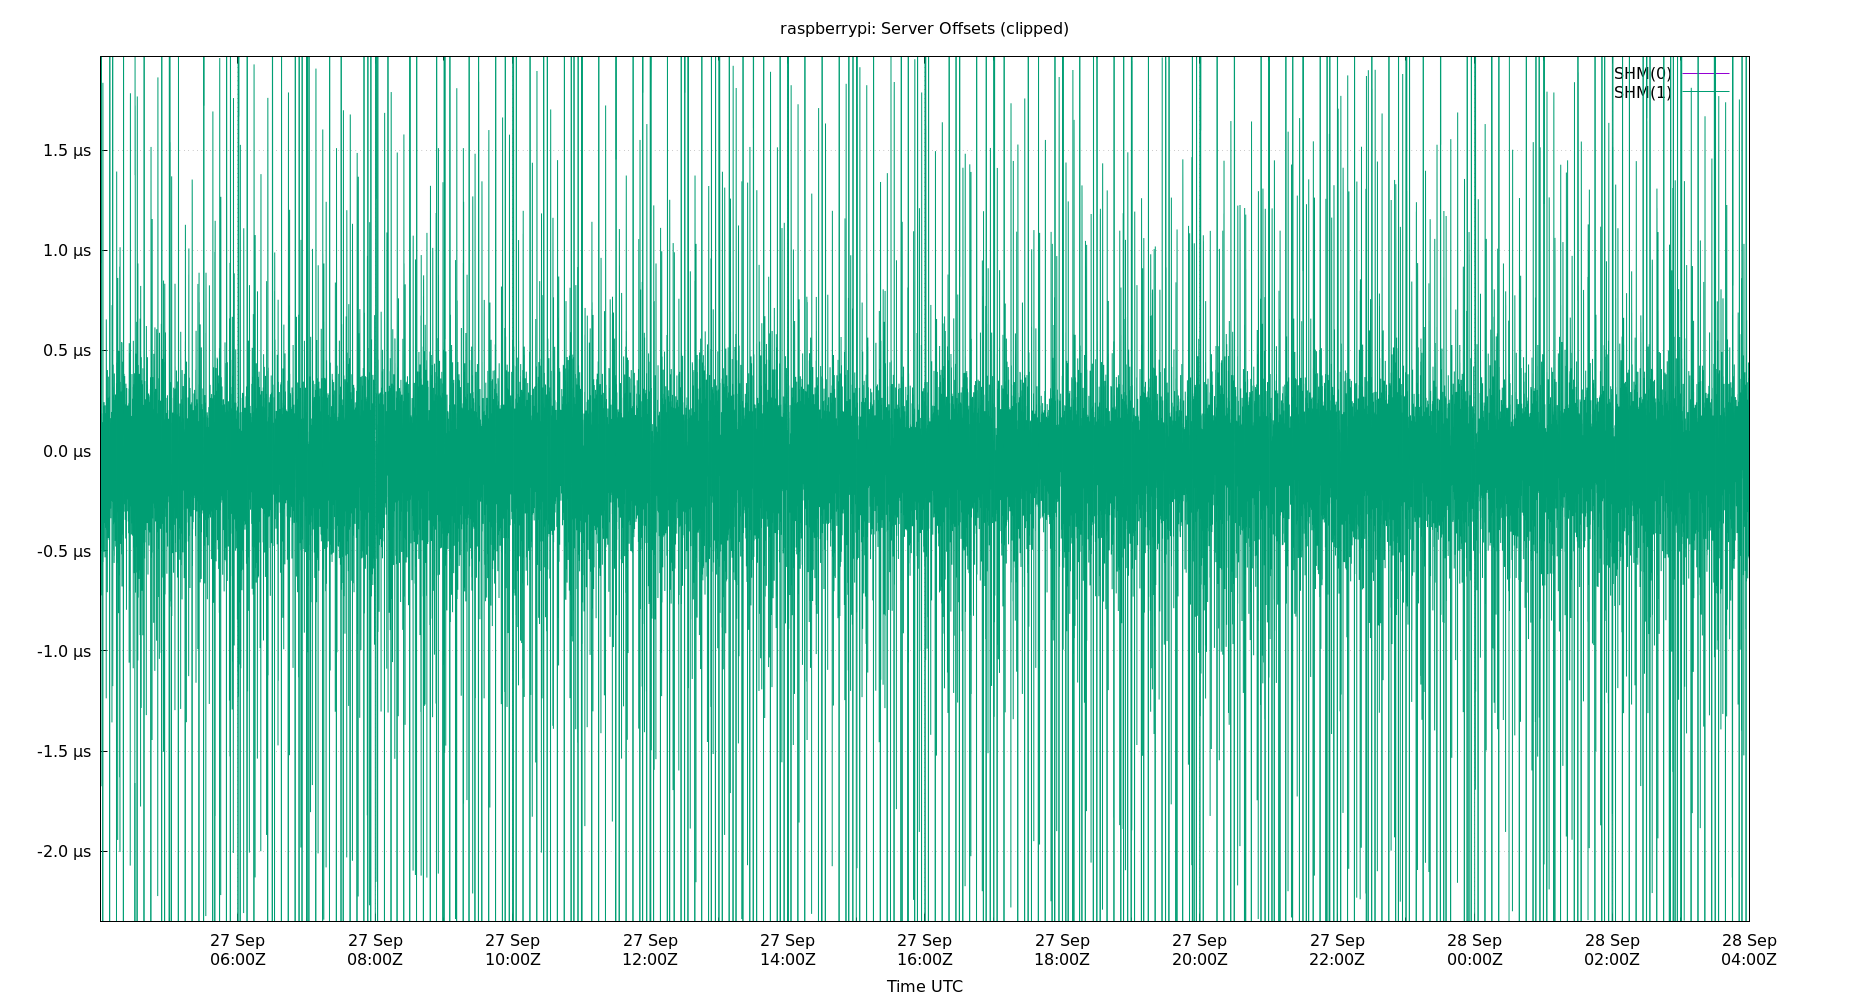 raspberrypi: Server Offsets (clipped)
SHM(0)
SHM(1)
1.5 µs
1.0 µs
0.5 µs
0.0 µs
-0.5 µs
-1.0 µs
-1.5 µs
-2.0 µs
27 Sep 27 Sep 27 Sep 27 Sep 27 Sep 27 Sep 27 Sep 27 Sep 27 Sep 28 Sep 28 Sep 28 Sep
06:00Z 08:00Z 10:00Z 12:00Z 14:00Z 16:00Z 18:00Z 20:00Z 22:00Z 00:00Z 02:00Z 04:00Z
Time UTC